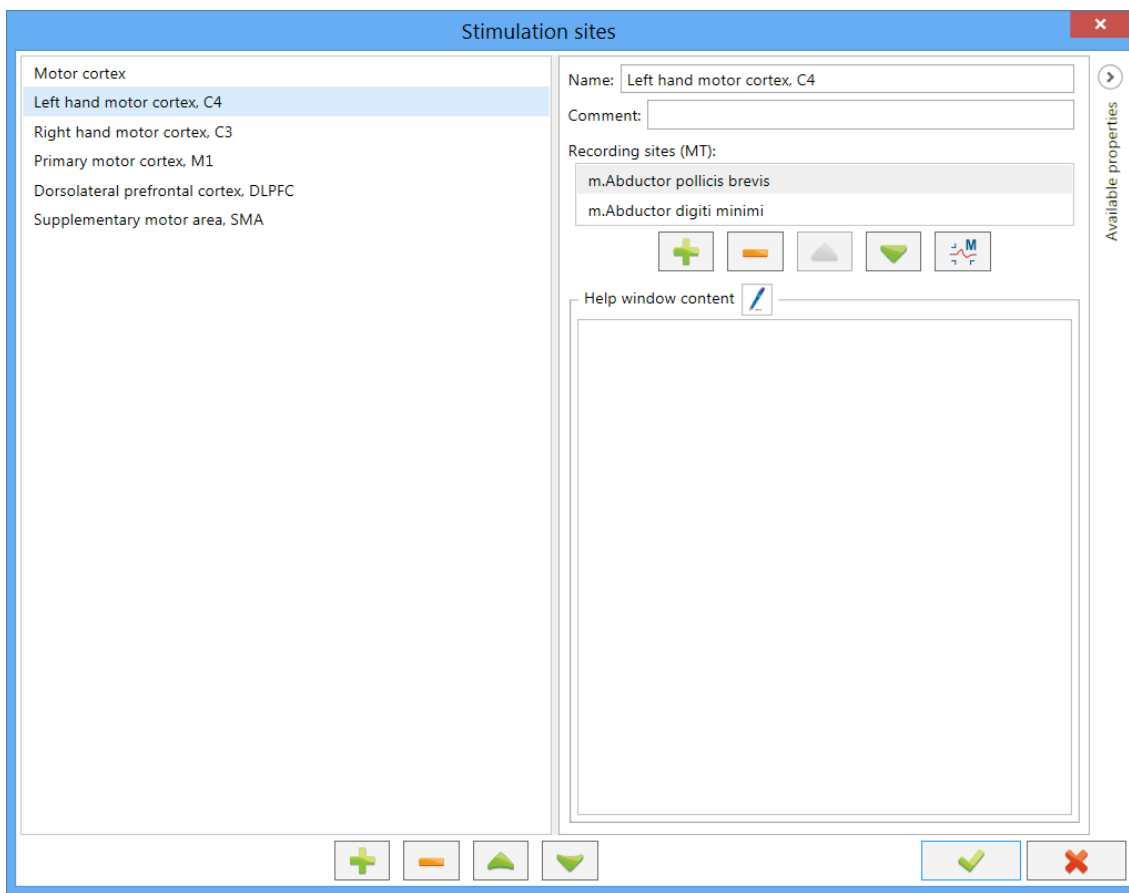 Stimulation sites
Motor cortex
Left hand motor cortex, C4
Right hand motor cortex, C3
Primary motor cortex, M1
Dorsolateral prefrontal cortex, DLPFC
Supplementary motor area, SMA
Name: Left hand motor cortex, C4
Comment:
Recording sites (MT):
m.Abductor pollicis brevis
m.Abductor digiti minimi
M
Help window content
Available properties